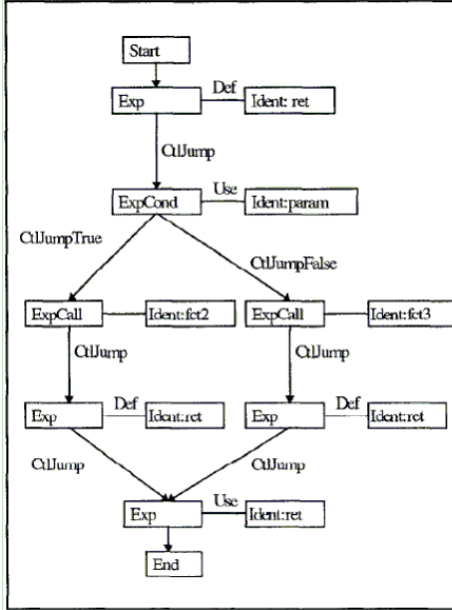 Start
Def
Exp
Ident: ret
CtlJump
Use
ExpCond
Ident:param
CtlJumpTrue
CtlJumpFalse
ExpCall
Ident:fct2
ExpCall
Ident:fct3
CtlJump
CtlJump
Def
Def
Exp
Ident:ret
Exp
Ident:ret
CtlJump
CtlJump
Use
Exp
Ident:ret
End